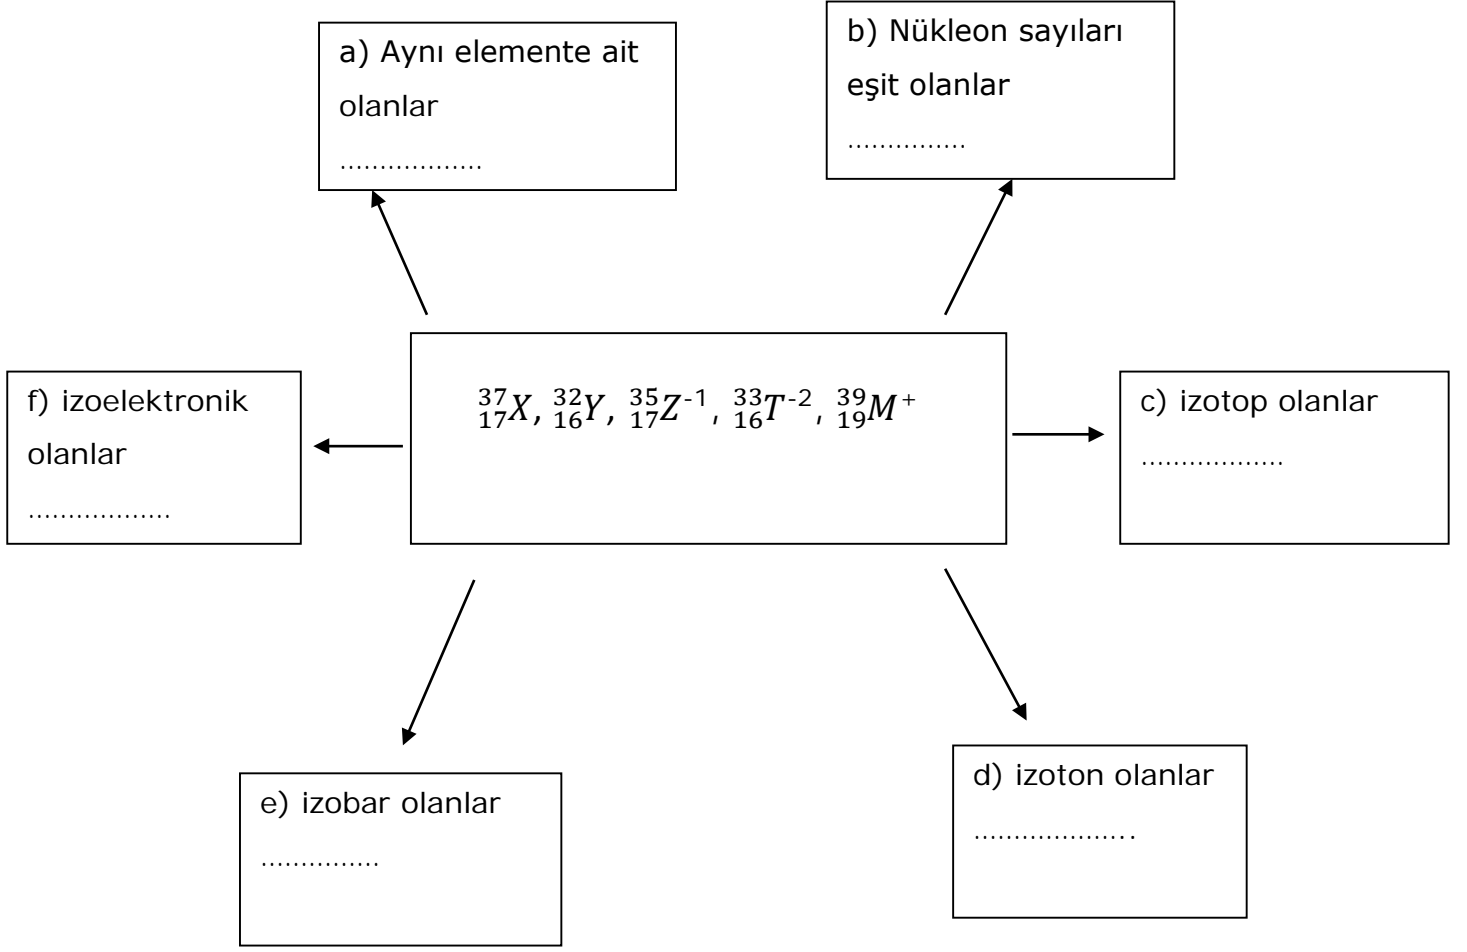 a) Aynı elemente ait
olanlar
..................
b) Nükleon sayıları
eşit olanlar
...............
f) izoelektronik
olanlar
..................
³⁷₁₇X, ³²₁₆Y, ³⁵₁₇Z⁻¹, ³³₁₆T⁻², ³⁹₁₉M⁺
c) izotop olanlar
..................
e) izobar olanlar
...............
d) izoton olanlar
....................